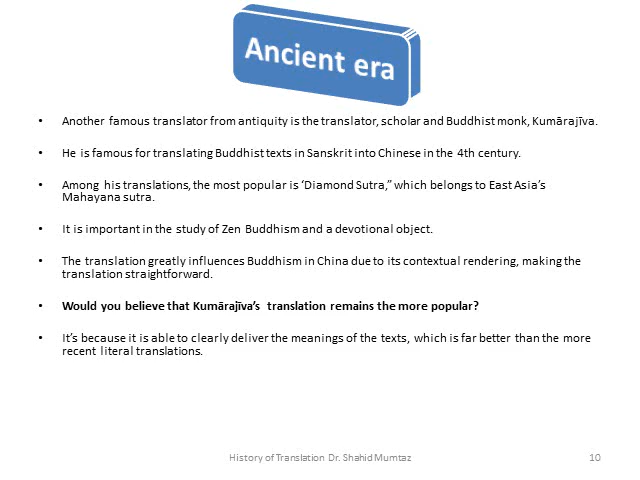 Ancient era
• Another famous translator from antiquity is the translator, scholar and Buddhist monk, Kumārajīva.
• He is famous for translating Buddhist texts in Sanskrit into Chinese in the 4th century.
• Among his translations, the most popular is ‘Diamond Sutra,” which belongs to East Asia’s
Mahayana sutra.
• It is important in the study of Zen Buddhism and a devotional object.
• The translation greatly influences Buddhism in China due to its contextual rendering, making the
translation straightforward.
• Would you believe that Kumārajīva’s translation remains the more popular?
• It’s because it is able to clearly deliver the meanings of the texts, which is far better than the more
recent literal translations.
History of Translation Dr. Shahid Mumtaz
10